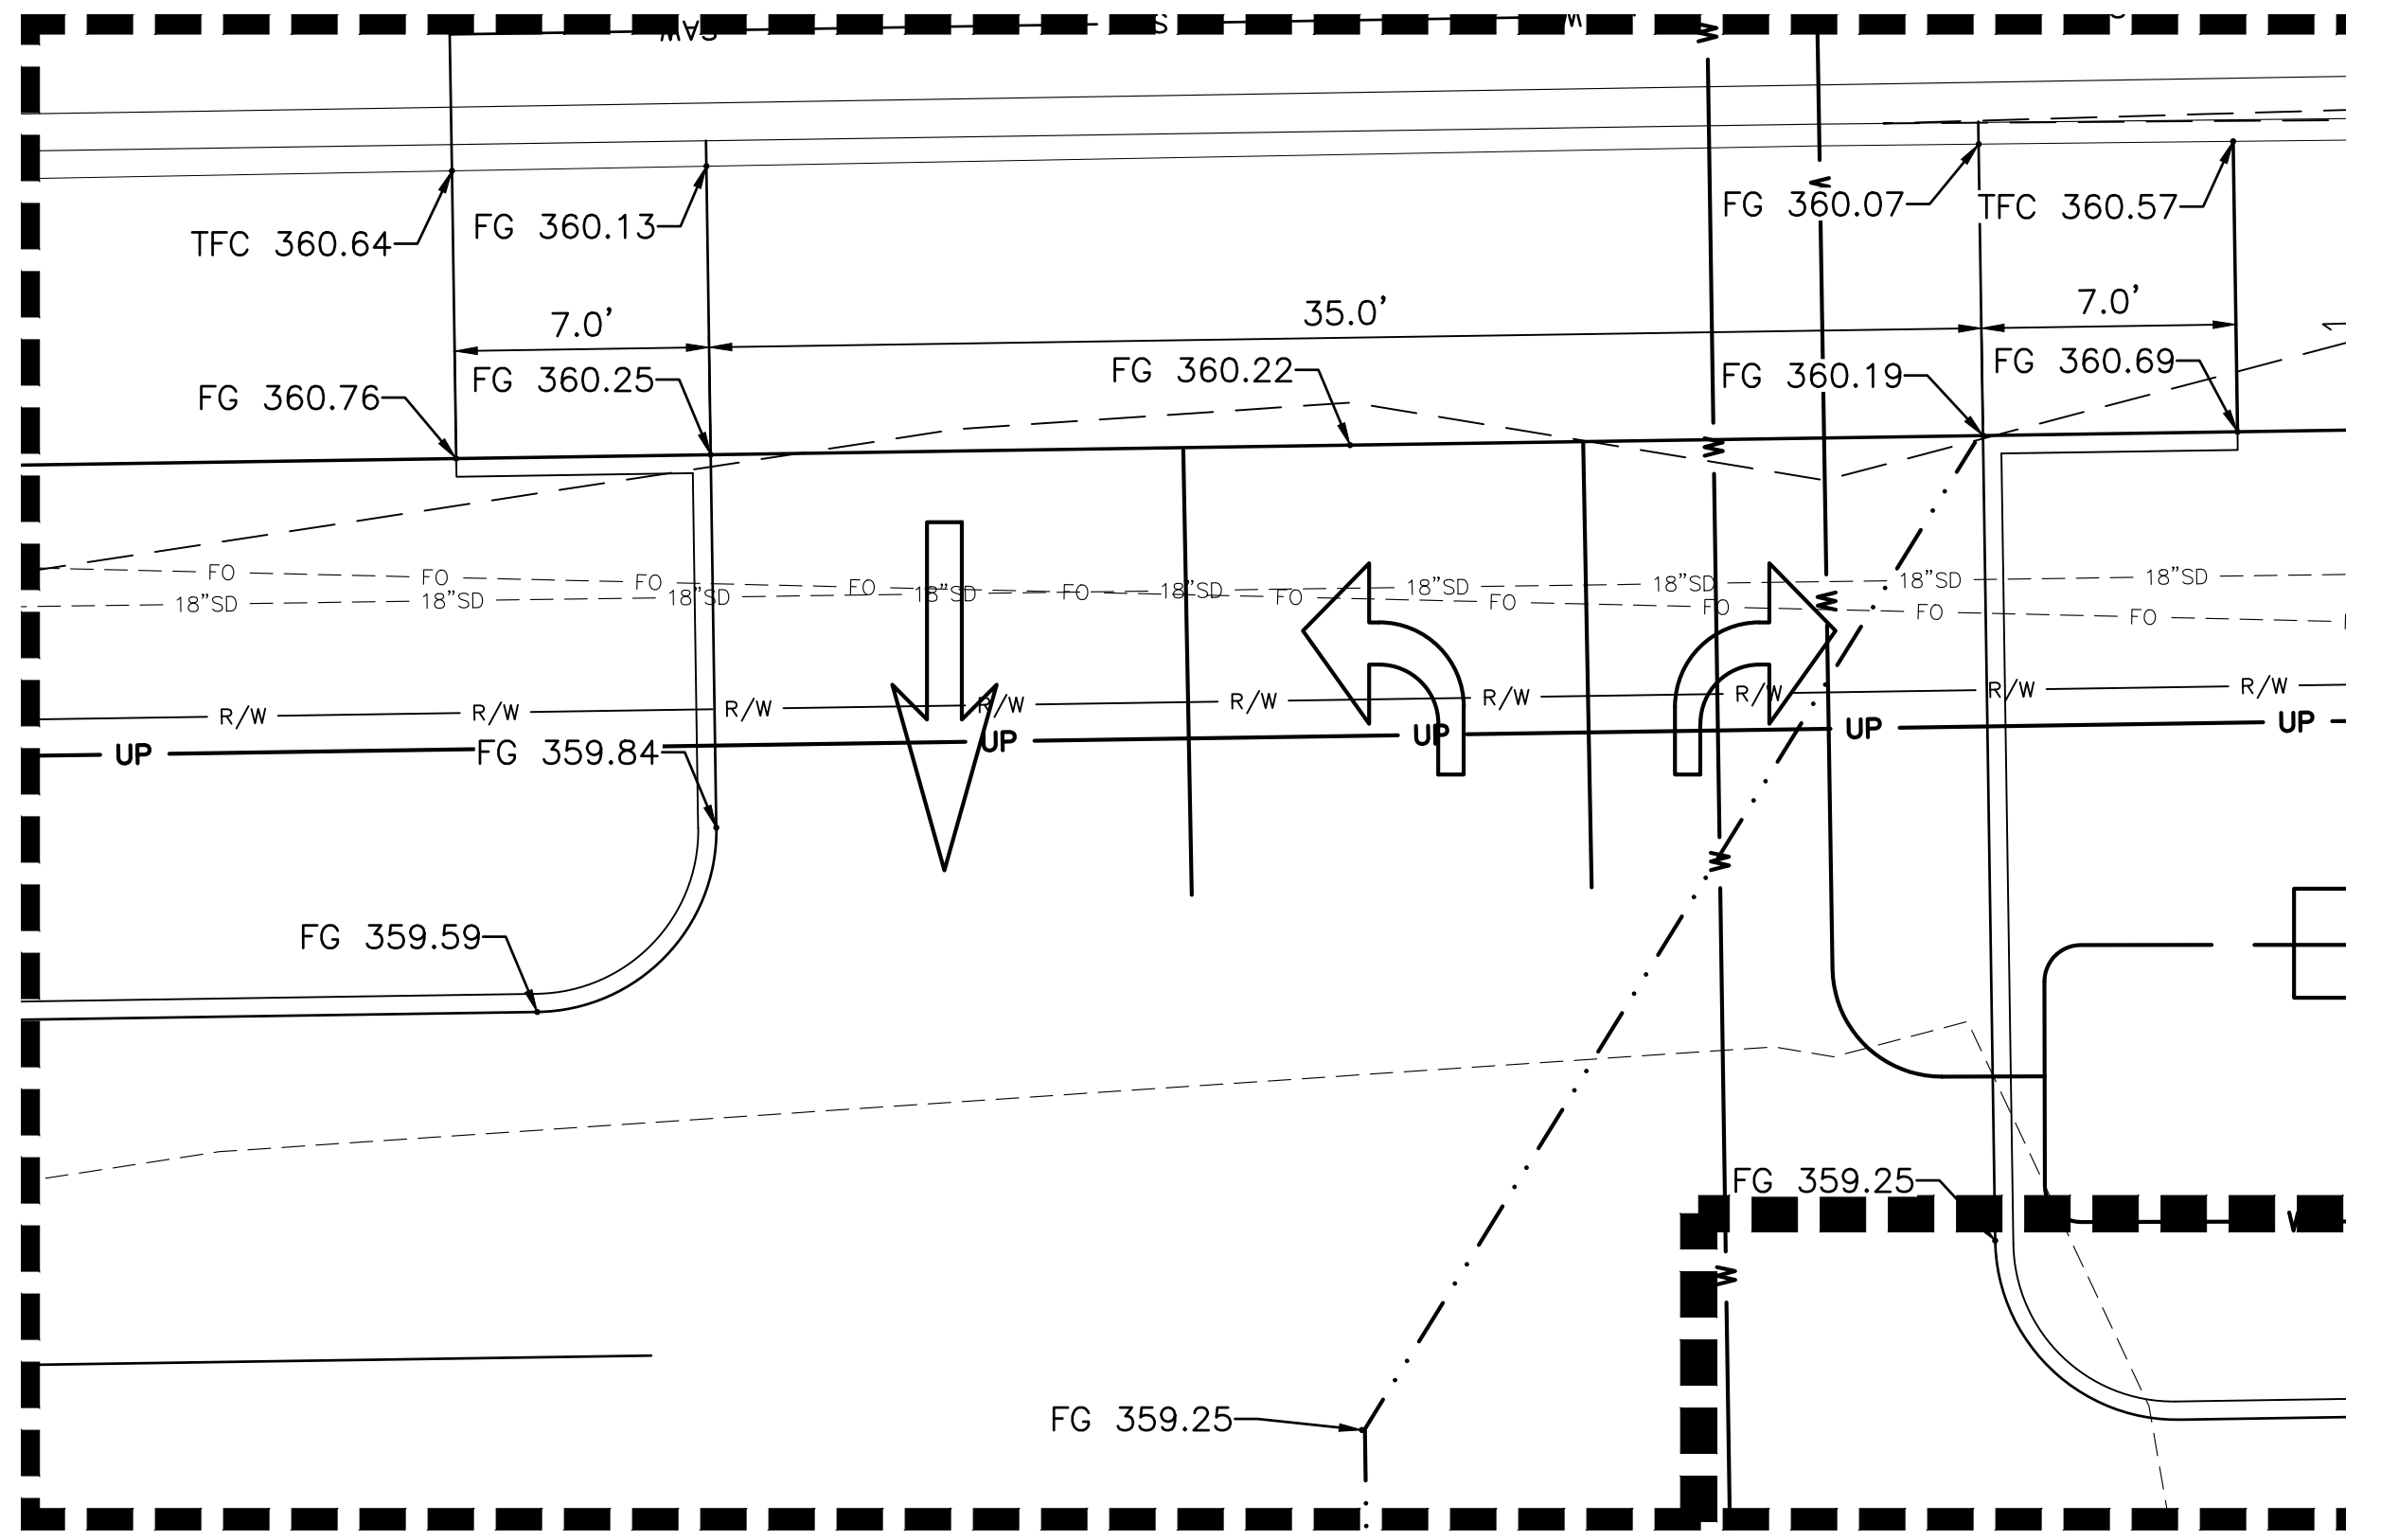 SAW
S
W
W
FG 360.07
TFC 360.57
TFC 360.64
FG 360.13
7.0'
35.0'
7.0'
FG 360.76
FG 360.25
FG 360.22
FG 360.19
FG 360.69
W
FO FO FO FO FO FO FO FO FO FO
18"SD 18"SD 18"SD 18"SD 18"SD 18"SD 18"SD 18"SD 18"SD
W
R/W R/W R/W R/W R/W R/W R/W R/W R/W
UP UP UP UP UP
FG 359.84
W
FG 359.59
FG 359.25
W
FG 359.25